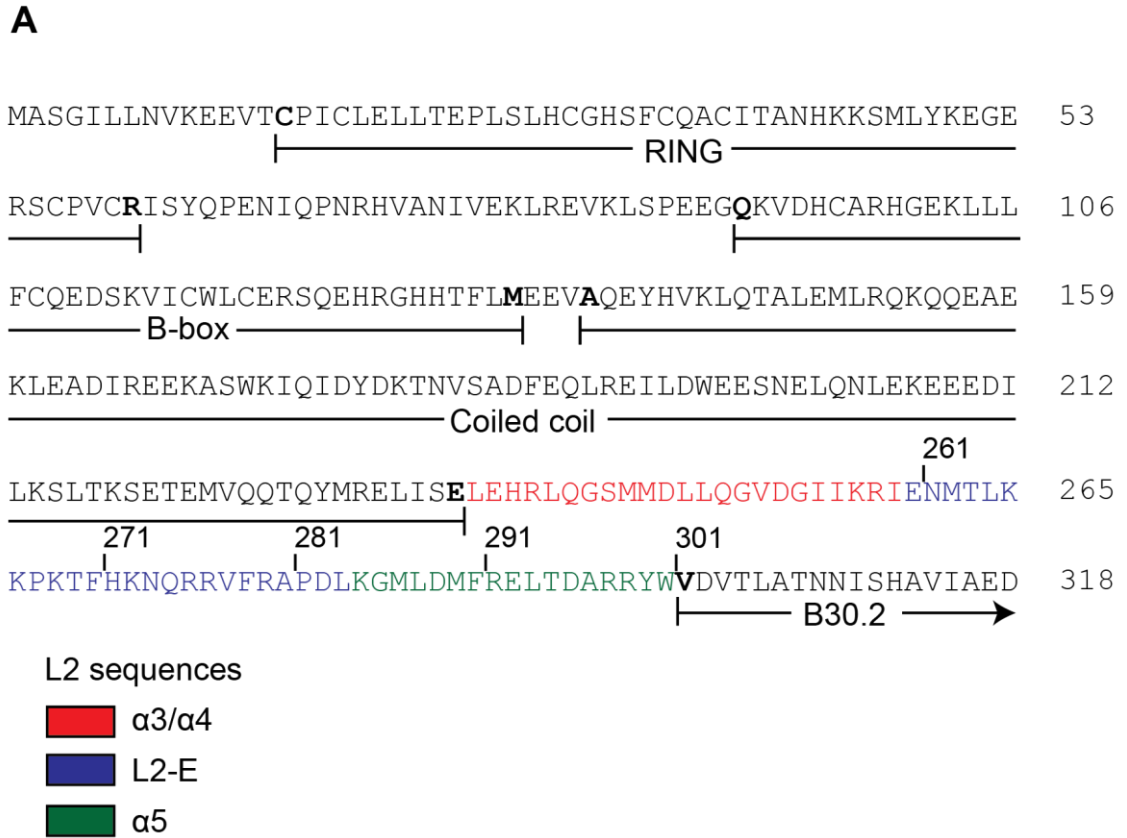 A
MASGILLNVKEEVTCPICLELLTEPLSLHCGHSFCQACITANHKKSMLYKEGE 53
RING
RSCPVCRISYQPENIQPNRHVANIVEKLREVKLSPEEGQKVDHCARHGEKLLL 106
FCQEDSKVICWLCERSQEHRGHHTFLMEEVAQEYHVKLQTALEMLRQKQQEAE 159
B-box
KLEADIREEKASWKIQIDYDKTNVSADFEQLREILDWEESNELQNLEKEEEDI 212
Coiled coil
261
LKSLTKSETEMVQQTQYMRELISELEHRLQGSMMDLLQGVDGIIKRIENMTLK 265
271 281 291 301
KPKTFHKNQRRVFRAPDLKGMLDMFRELTDARRYWVDVTLATNNISHAVIAED 318
B30.2
L2 sequences
α3/α4
L2-E
α5